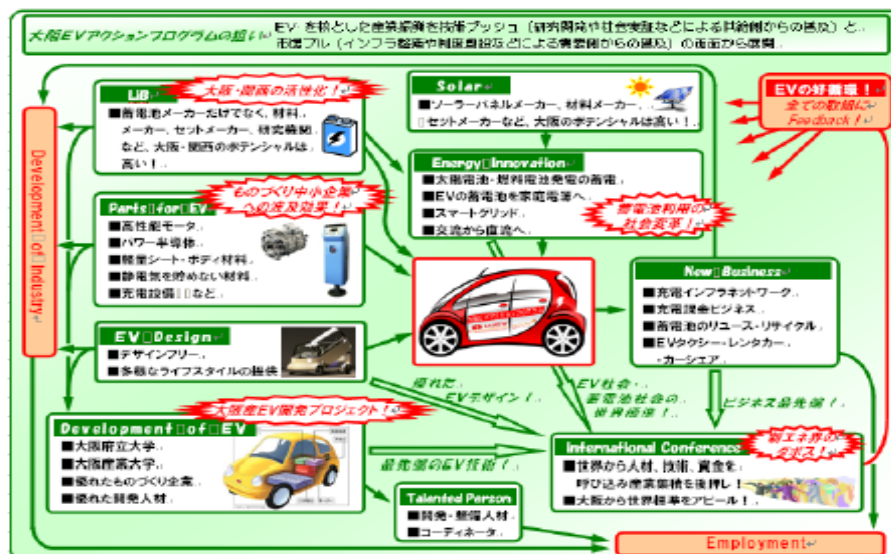 大阪EVアクションプログラムの狙い
EVを核とした産業振興を技術プッシュ(研究開発や社会実証などによる供給側からの普及)と
市場プル(インフラ整備や制度創設などによる需要側からの普及)の両面から展開
LiB
大阪・関西の活性化!
■蓄電池メーカーだけでなく、材料
メーカー、セットメーカー、研究機関
など、大阪・関西のポテンシャルは
高い!
Solar
■ソーラーパネルメーカー、材料メーカー、
セットメーカーなど、大阪のポテンシャルは高い!
EVの好循環!
全ての取組に
Feedback!
Development of Industry
Parts for EV
ものづくり中小企業
への波及効果!
■高性能モータ
■パワー半導体
■軽量シート・ボディ材料
■静電気を貯めない材料
■充電設備 など
Energy Innovation
■太陽電池・燃料電池発電の蓄電
■EVの蓄電池を家庭電源へ
■スマートグリッド
■交流から直流へ
蓄電池利用の
社会変革!
New Business
■充電インフラネットワーク
■充電課金ビジネス
■蓄電池のリユース・リサイクル
■EVタクシー・レンタカー
・カーシェア
EV Design
■デザインフリー
■多様なライフスタイルの提供
優れた
EVデザイン!
EV社会・
蓄電池社会の
世界標準!
ビジネス最先端!
Development of EV
大阪産EV開発プロジェクト!
■大阪府立大学
■大阪産業大学
■優れたものづくり企業
■優れた開発人材
最先端のEV技術!
International Conference
新エネ界の
ダボス!
■世界から人材、技術、資金を
呼び込み産業集積を後押し!
■大阪から世界標準をアピール!
Talented Person
■開発・整備人材
■コーディネータ
Employment